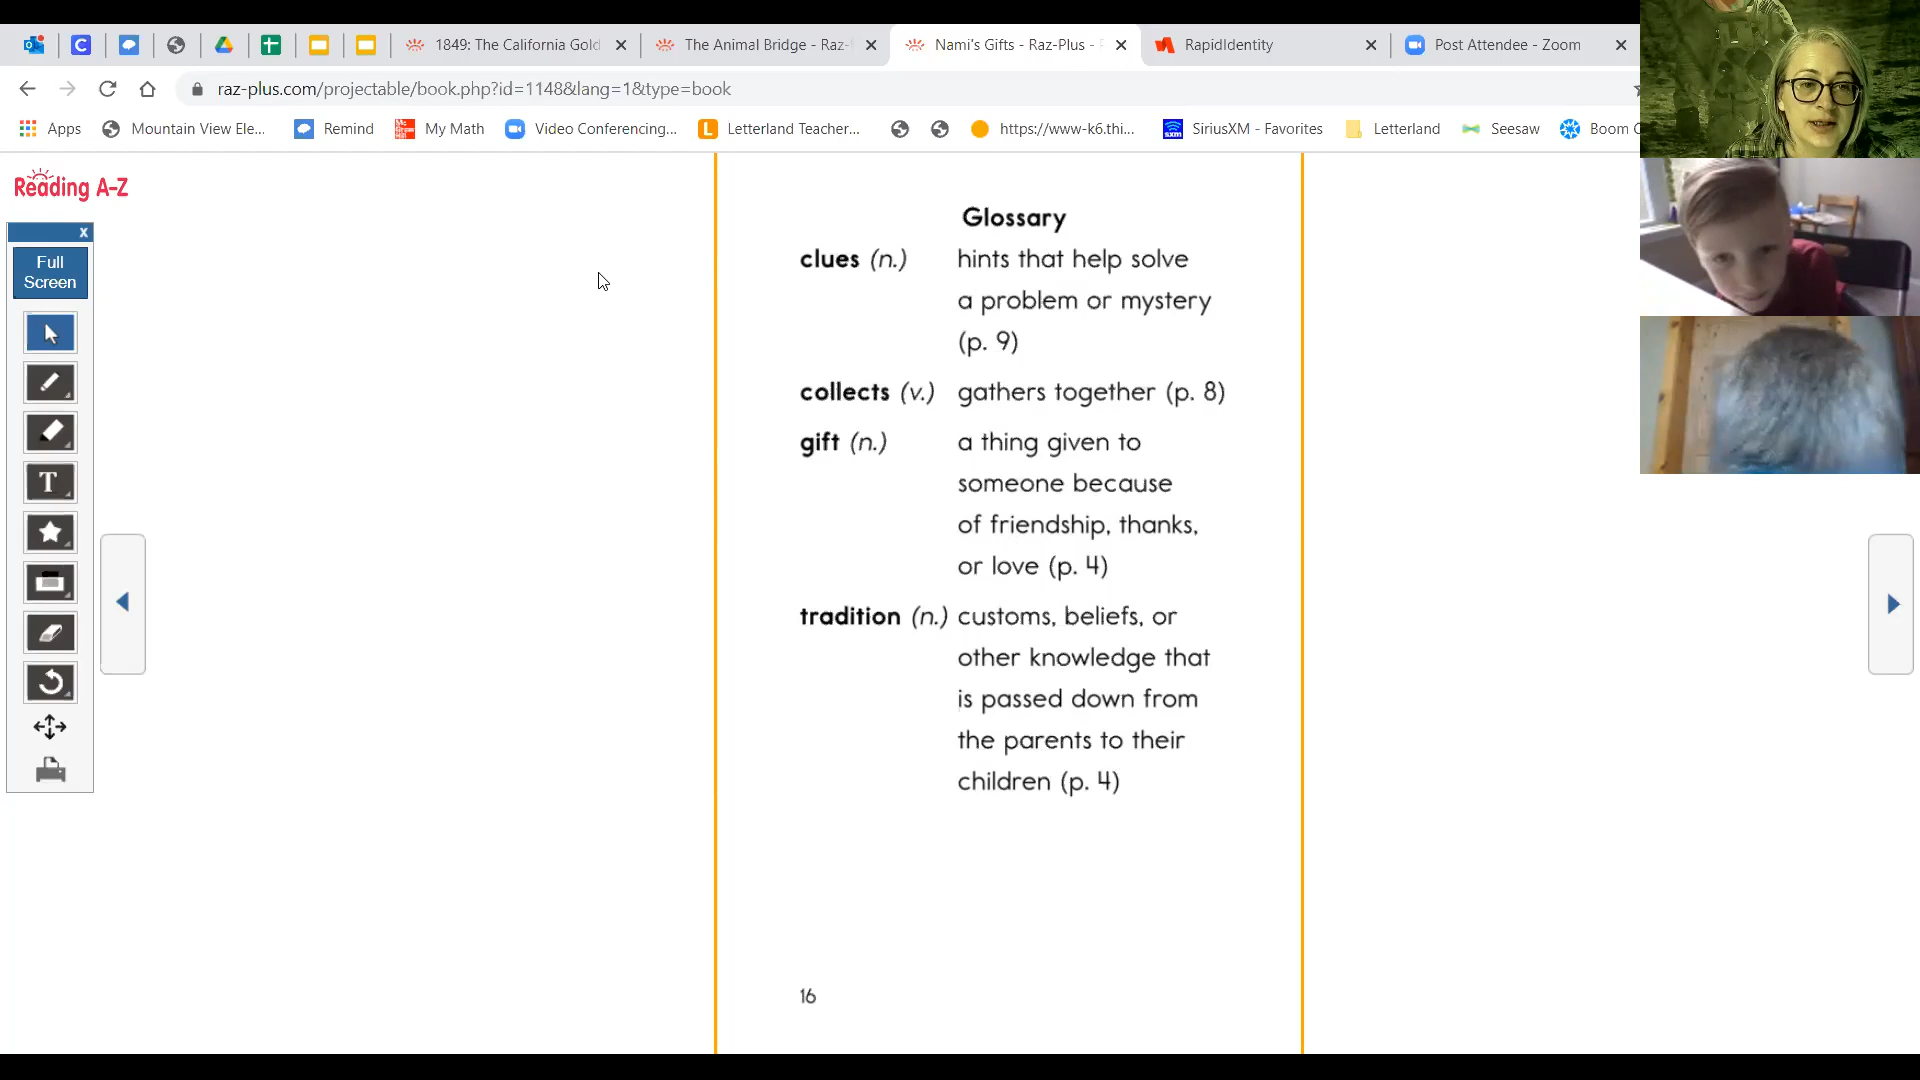 1849: The California Gold
The Animal Bridge - Raz-
Nami's Gifts - Raz-Plus -
RapidIdentity
Post Attendee - Zoom
raz-plus.com/projectable/book.php?id=1148&lang=1&type=book
Apps
Mountain View Ele...
Remind
My Math
Video Conferencing...
Letterland Teacher...
https://www-k6.thi...
SiriusXM - Favorites
Letterland
Seesaw
Boom
Reading A-Z
x
Full
Screen
T
Glossary
clues (n.) hints that help solve
a problem or mystery
(p. 9)
collects (v.) gathers together (p. 8)
gift (n.) a thing given to
someone because
of friendship, thanks,
or love (p. 4)
tradition (n.) customs, beliefs, or
other knowledge that
is passed down from
the parents to their
children (p. 4)
16